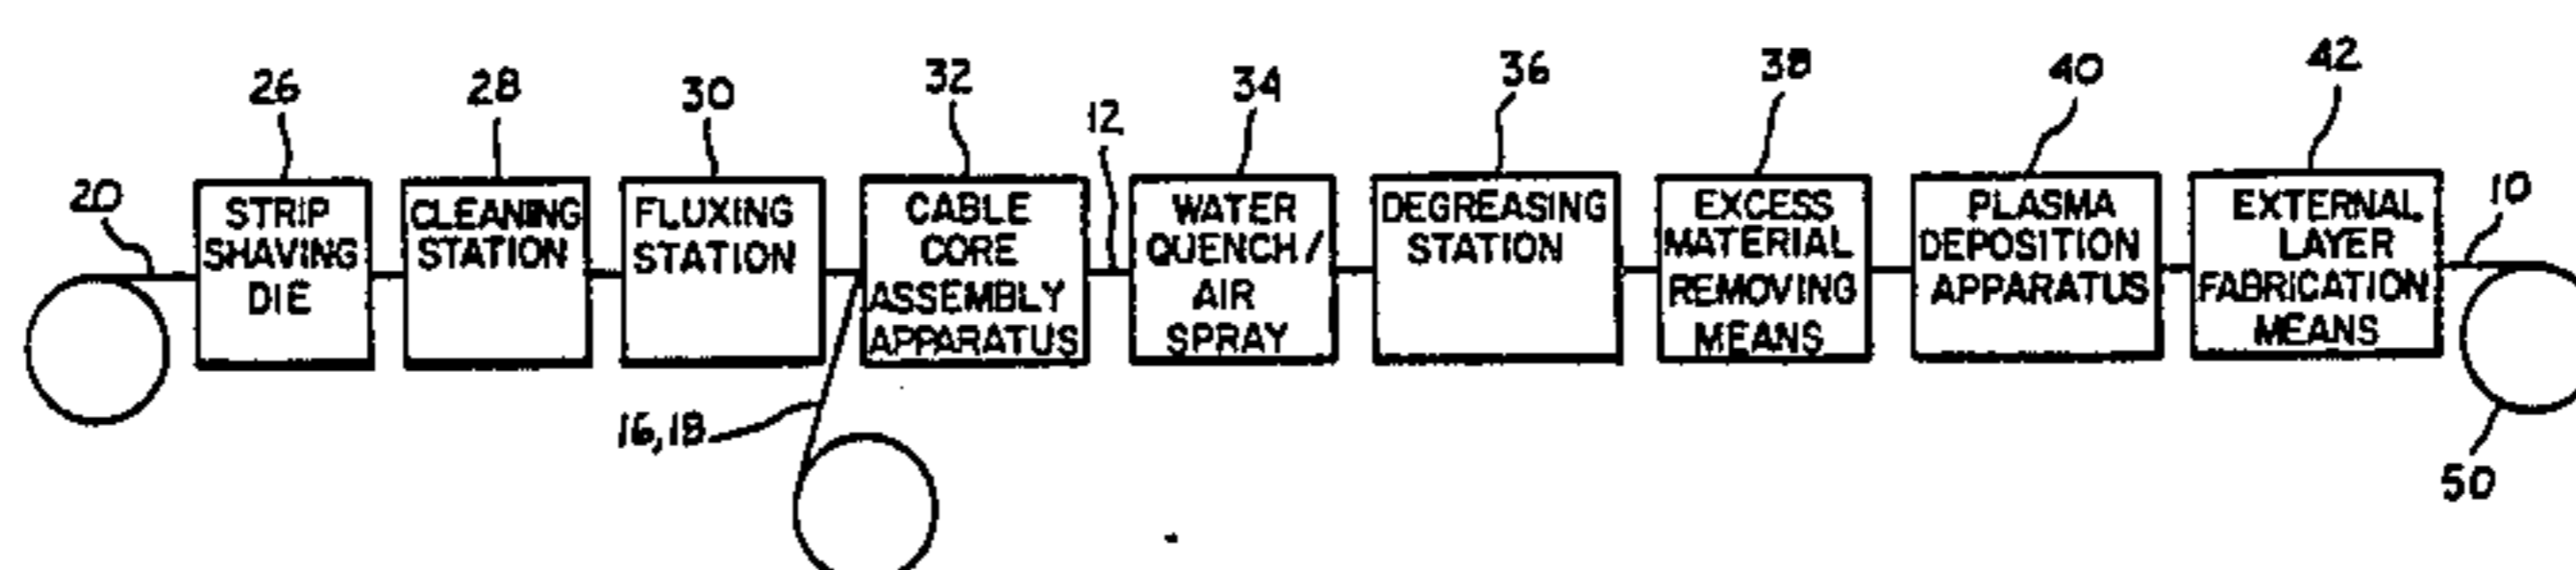 26
28
30
32
12
34
36
38
40
42
20
10
STRIP
SHAVING
DIE
CLEANING
STATION
FLUXING
STATION
CABLE
CORE
ASSEMBLY
APPARATUS
WATER
QUENCH/
AIR
SPRAY
DEGREASING
STATION
EXCESS
MATERIAL
REMOVING
MEANS
PLASMA
DEPOSITION
APPARATUS
EXTERNAL
LAYER
FABRICATION
MEANS
16,18
50